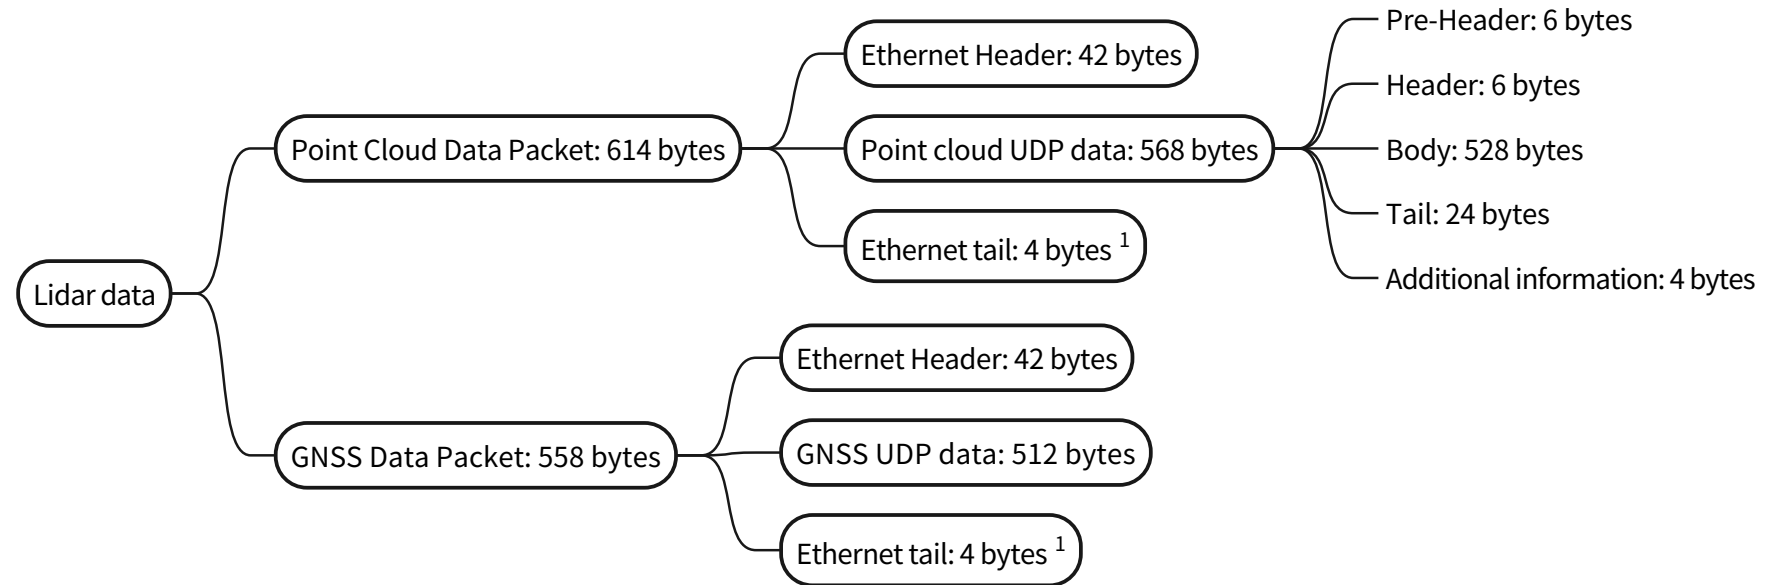 Lidar data
Point Cloud Data Packet: 614 bytes
Ethernet Header: 42 bytes
Point cloud UDP data: 568 bytes
Pre-Header: 6 bytes
Header: 6 bytes
Body: 528 bytes
Tail: 24 bytes
Additional information: 4 bytes
Ethernet tail: 4 bytes 1
GNSS Data Packet: 558 bytes
Ethernet Header: 42 bytes
GNSS UDP data: 512 bytes
Ethernet tail: 4 bytes 1